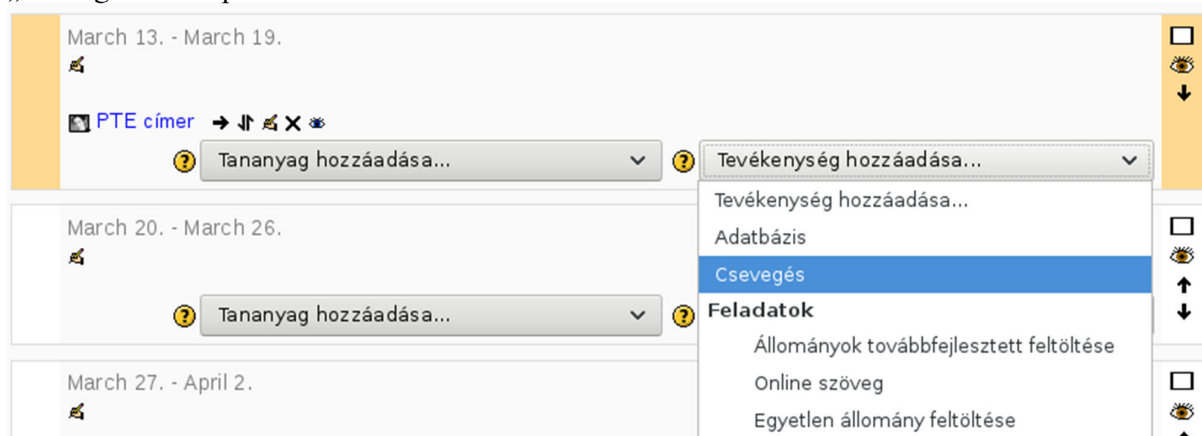 March 13. - March 19.
PTE címer
Tananyag hozzáadása...
Tevékenység hozzáadása...
Tevékenység hozzáadása...
Adatbázis
Csevegés
Feladatok
Állományok továbbfejlesztett feltöltése
Online szöveg
Egyetlen állomány feltöltése
March 20. - March 26.
Tananyag hozzáadása...
March 27. - April 2.